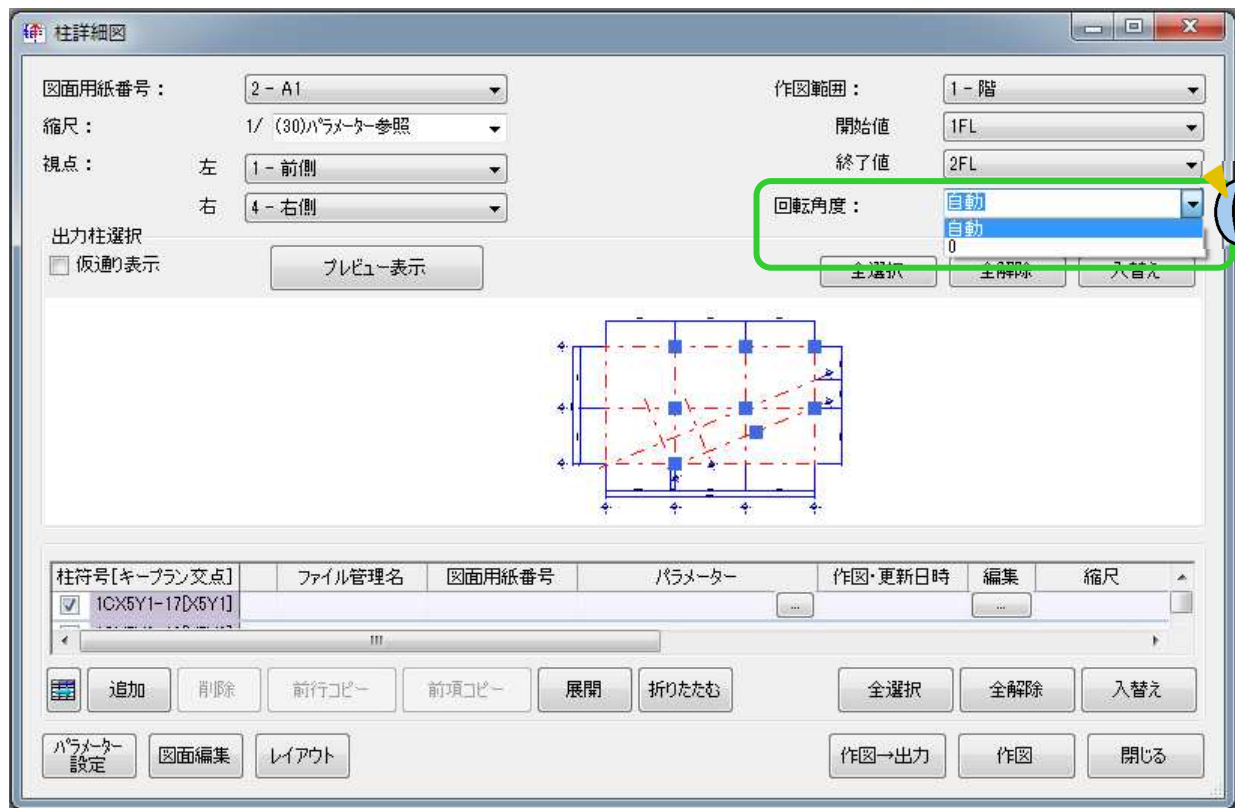 柱詳細図
図面用紙番号： 2 - A1 作図範囲： 1 - 階
縮尺： 1/ (30)ﾊﾟﾗﾒｰﾀｰ参照 開始値 1FL
視点： 左 1 - 前側 終了値 2FL
右 4 - 右側 回転角度： 自動
自動
0
出力柱選択
仮通り表示 プレビュー表示 全選択 全解除 入替え
柱符号[キープラン交点] ファイル管理名 図面用紙番号 パラメーター 作図・更新日時 編集 縮尺
1CX5Y1-17[X5Y1] ... ...
追加 削除 前行コピー 前項コピー 展開 折りたたむ 全選択 全解除 入替え
ﾊﾟﾗﾒｰﾀｰ
設定 図面編集 レイアウト 作図→出力 作図 閉じる